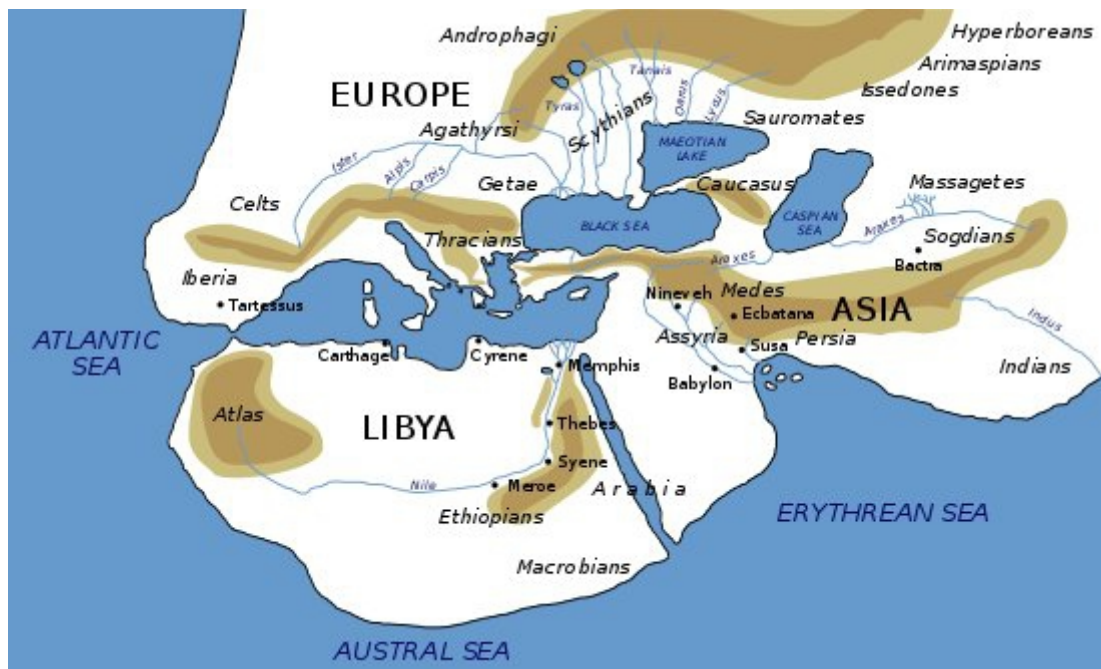 Androphagi
Hyperboreans
Arimaspians
Issedones
EUROPE
Tyras
Tanais
Oarus
Lycus
Scythians
Sauromates
Agathyrsi
MAEOTIAN
LAKE
Ister
Alpis
Carpis
Getae
Caucasus
Massagetes
Celts
BLACK SEA
CASPIAN
SEA
Araxes
Sogdians
Thracians
Araxes
Bactra
Iberia
Tartessus
Nineveh
Medes
Ecbatana
ASIA
Indus
ATLANTIC
SEA
Assyria
Susa
Persia
Carthage
Cyrene
Memphis
Babylon
Indians
Atlas
LIBYA
Thebes
Syene
Nile
Meroe
Arabia
Ethiopians
ERYTHREAN SEA
Macrobians
AUSTRAL SEA